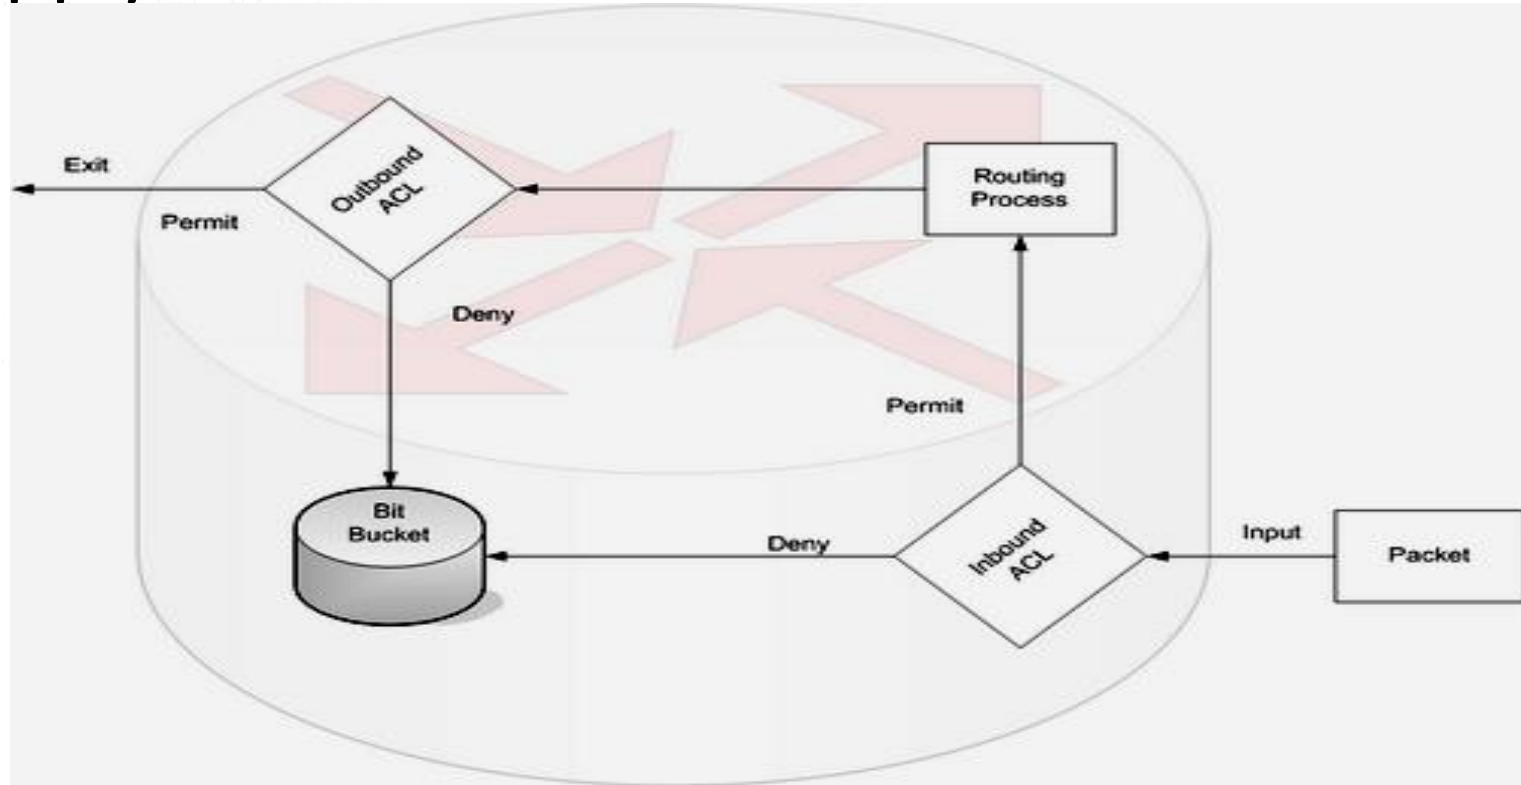 Exit
Permit
Outbound
ACL
Routing
Process
Deny
Permit
Bit
Bucket
Deny
Inbound
ACL
Input
Packet